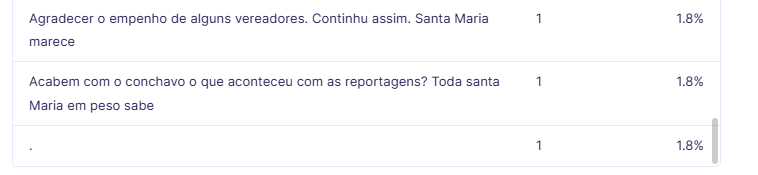 Agradecer o empenho de alguns vereadores. Continhu assim. Santa Maria 1 1.8%
marece
Acabem com o conchavo o que aconteceu com as reportagens? Toda santa 1 1.8%
Maria em peso sabe
. 1 1.8%